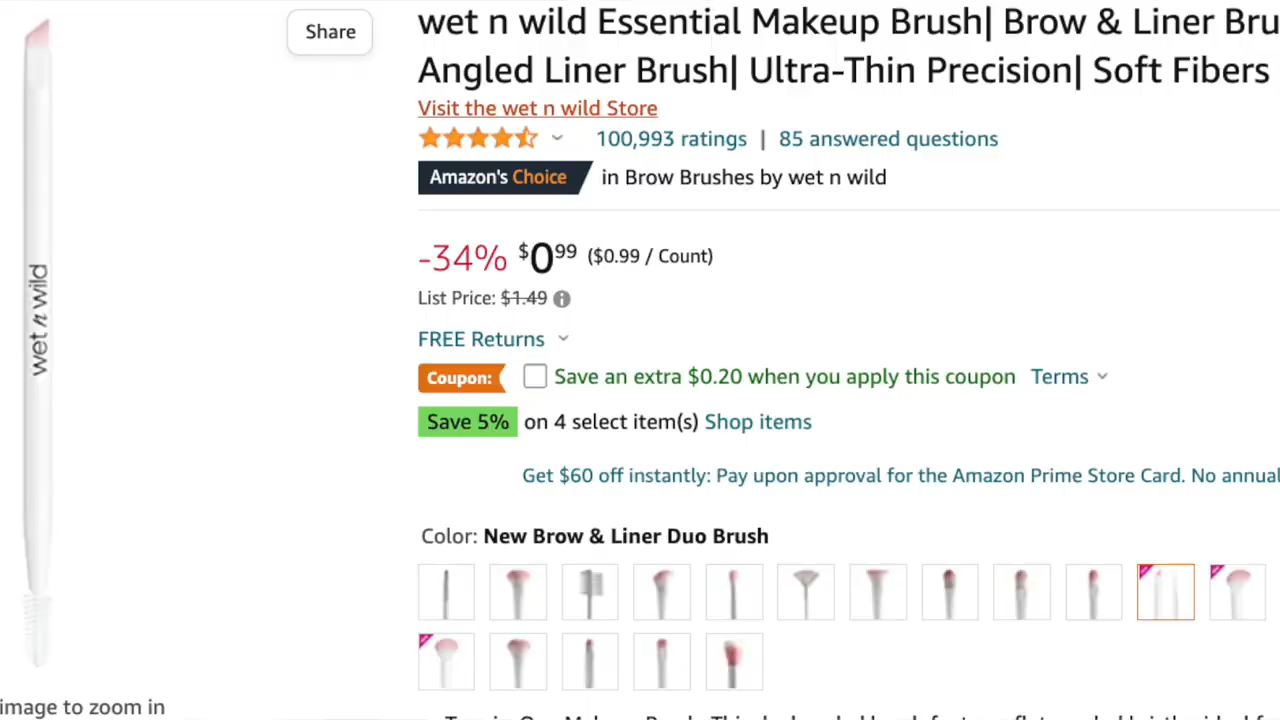 Share
wet n wild Essential Makeup Brush| Brow & Liner Bru
Angled Liner Brush| Ultra-Thin Precision| Soft Fibers
Visit the wet n wild Store
100,993 ratings | 85 answered questions
Amazon's Choice in Brow Brushes by wet n wild
-34% $0.99 ($0.99 / Count)
List Price: $1.49
FREE Returns
Coupon: Save an extra $0.20 when you apply this coupon Terms
Save 5% on 4 select item(s) Shop items
Get $60 off instantly: Pay upon approval for the Amazon Prime Store Card. No annual
Color: New Brow & Liner Duo Brush
wet n wild
image to zoom in